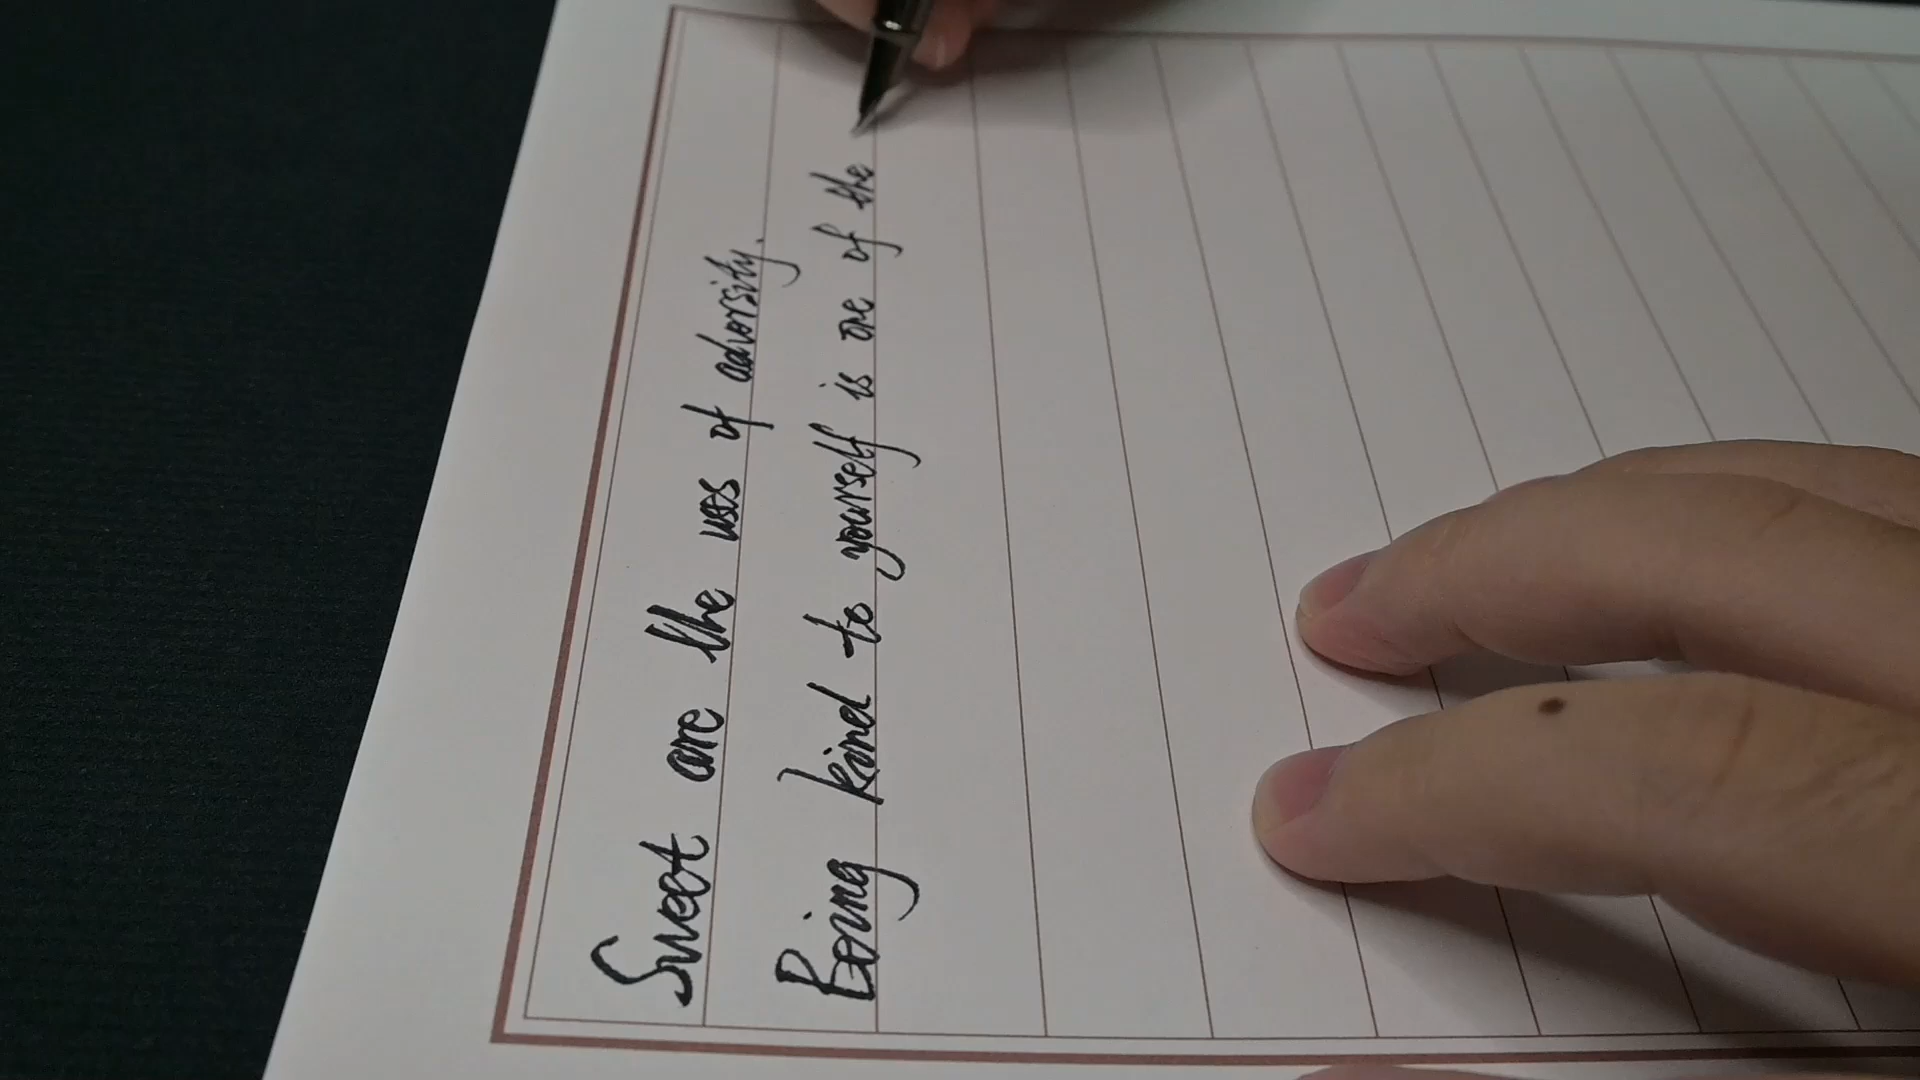 Sweet are the uses of adversity.
Being kind to yourself is one of the